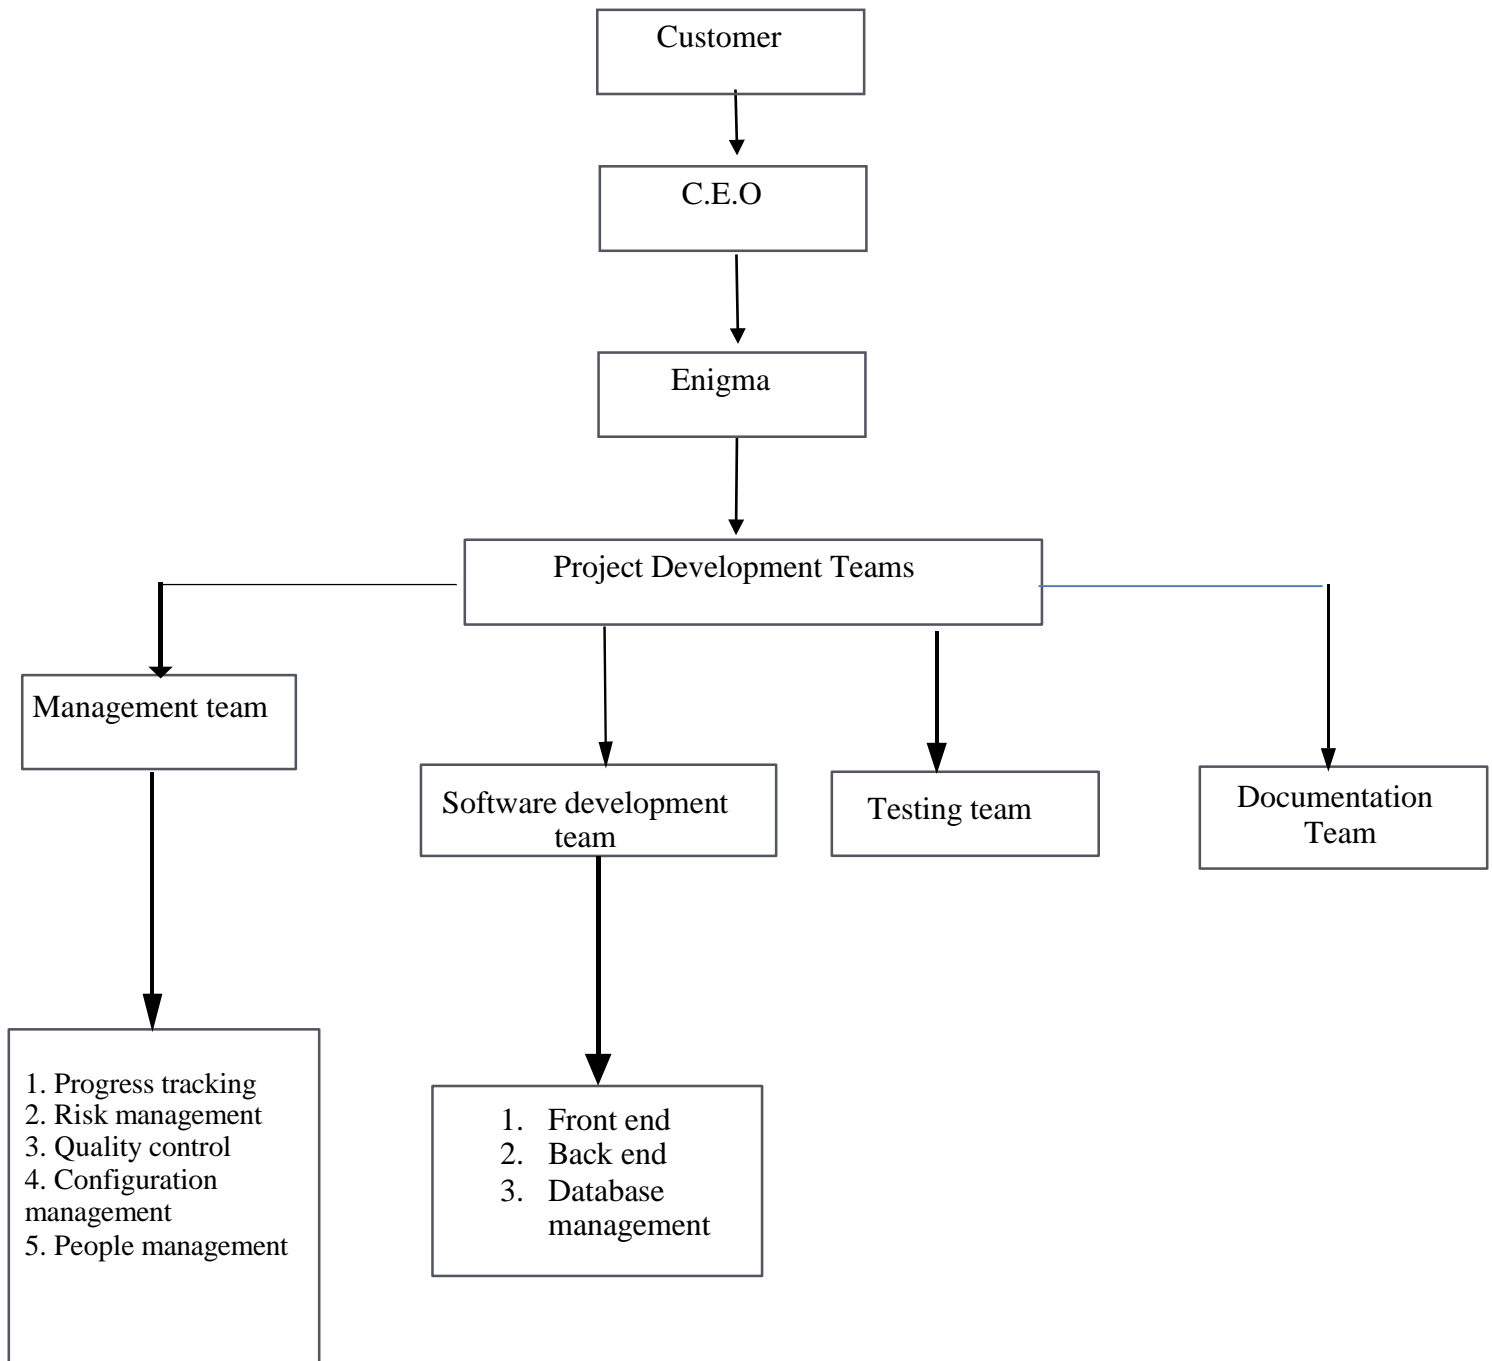 Customer
C.E.O
Enigma
Project Development Teams
Management team
Software development
team
Testing team
Documentation
Team
1. Progress tracking
2. Risk management
3. Quality control
4. Configuration
management
5. People management
1. Front end
2. Back end
3. Database
management